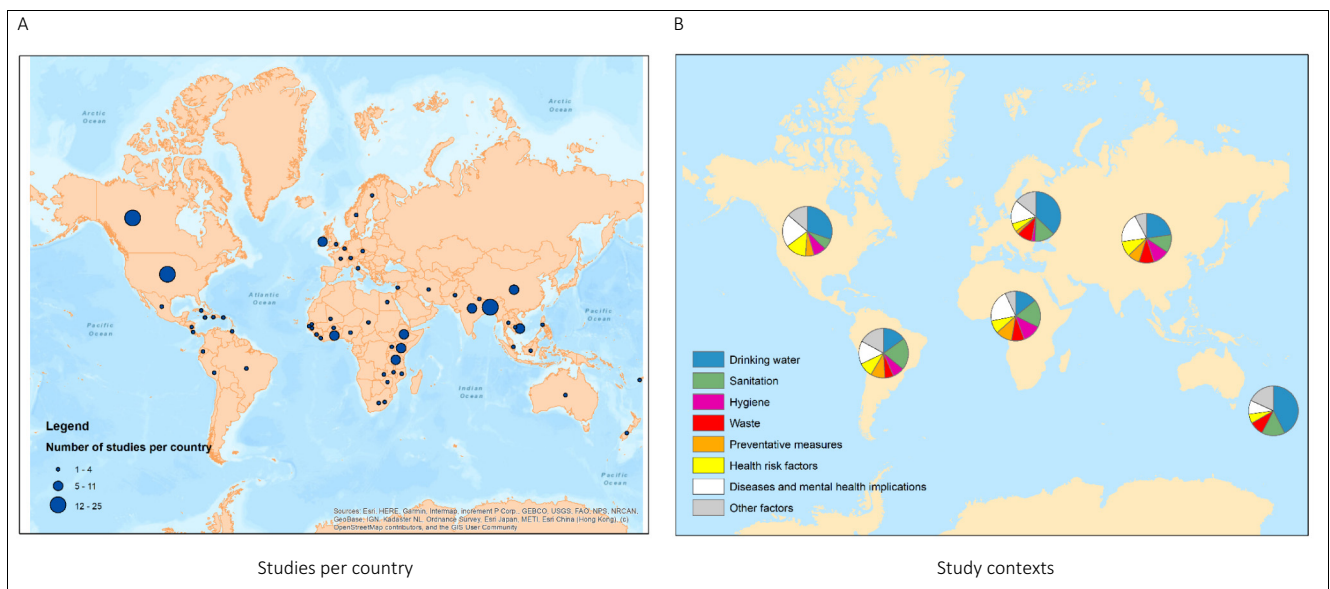 A
Arctic
Ocean
Arctic
Ocean
Atlantic
Ocean
Pacific
Ocean
Pacific
Ocean
Indian
Ocean
Pacific
Ocean
Legend
Number of studies per country
1 - 4
5 - 11
12 - 25
Sources: Esri, HERE, Garmin, Intermap, increment P Corp., GEBCO, USGS, FAO, NPS, NRCAN,
GeoBase, IGN, Kadaster NL, Ordnance Survey, Esri Japan, METI, Esri China (Hong Kong), (c)
OpenStreetMap contributors, and the GIS User Community
Studies per country
B
Drinking water
Sanitation
Hygiene
Waste
Preventative measures
Health risk factors
Diseases and mental health implications
Other factors
Study contexts